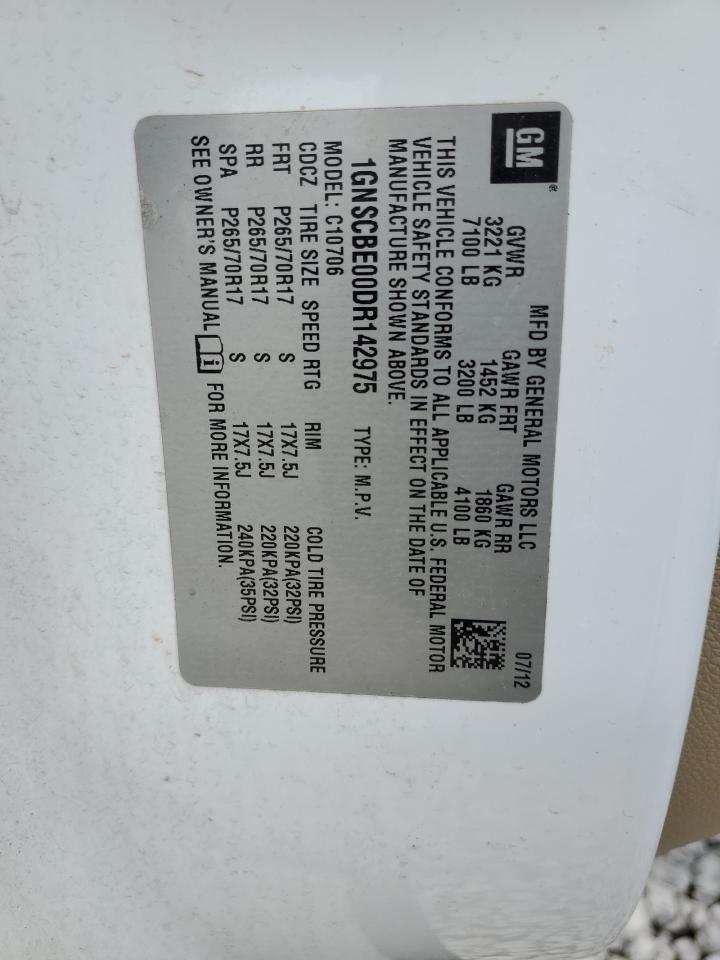 GM®
MFD BY GENERAL MOTORS LLC 07/12
GVWR GAWR FRT GAWR RR
3221 KG 1452 KG 1860 KG
7100 LB 3200 LB 4100 LB
THIS VEHICLE CONFORMS TO ALL APPLICABLE U.S. FEDERAL MOTOR
VEHICLE SAFETY STANDARDS IN EFFECT ON THE DATE OF
MANUFACTURE SHOWN ABOVE.
1GNSCBE00DR142975 TYPE: M.P.V.
MODEL: C10706
CDCZ TIRE SIZE SPEED RTG RIM COLD TIRE PRESSURE
FRT P265/70R17 S 17X7.5J 220KPA(32PSI)
RR P265/70R17 S 17X7.5J 220KPA(32PSI)
SPA P265/70R17 S 17X7.5J 240KPA(35PSI)
SEE OWNER'S MANUAL i FOR MORE INFORMATION.